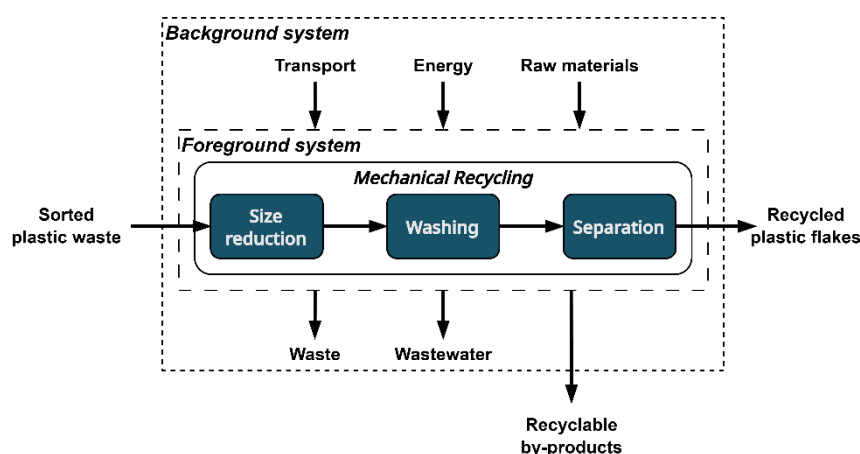 Background system
Transport
Energy
Raw materials
Foreground system
Mechanical Recycling
Sorted
plastic waste
Size
reduction
Washing
Separation
Recycled
plastic flakes
Waste
Wastewater
Recyclable
by-products